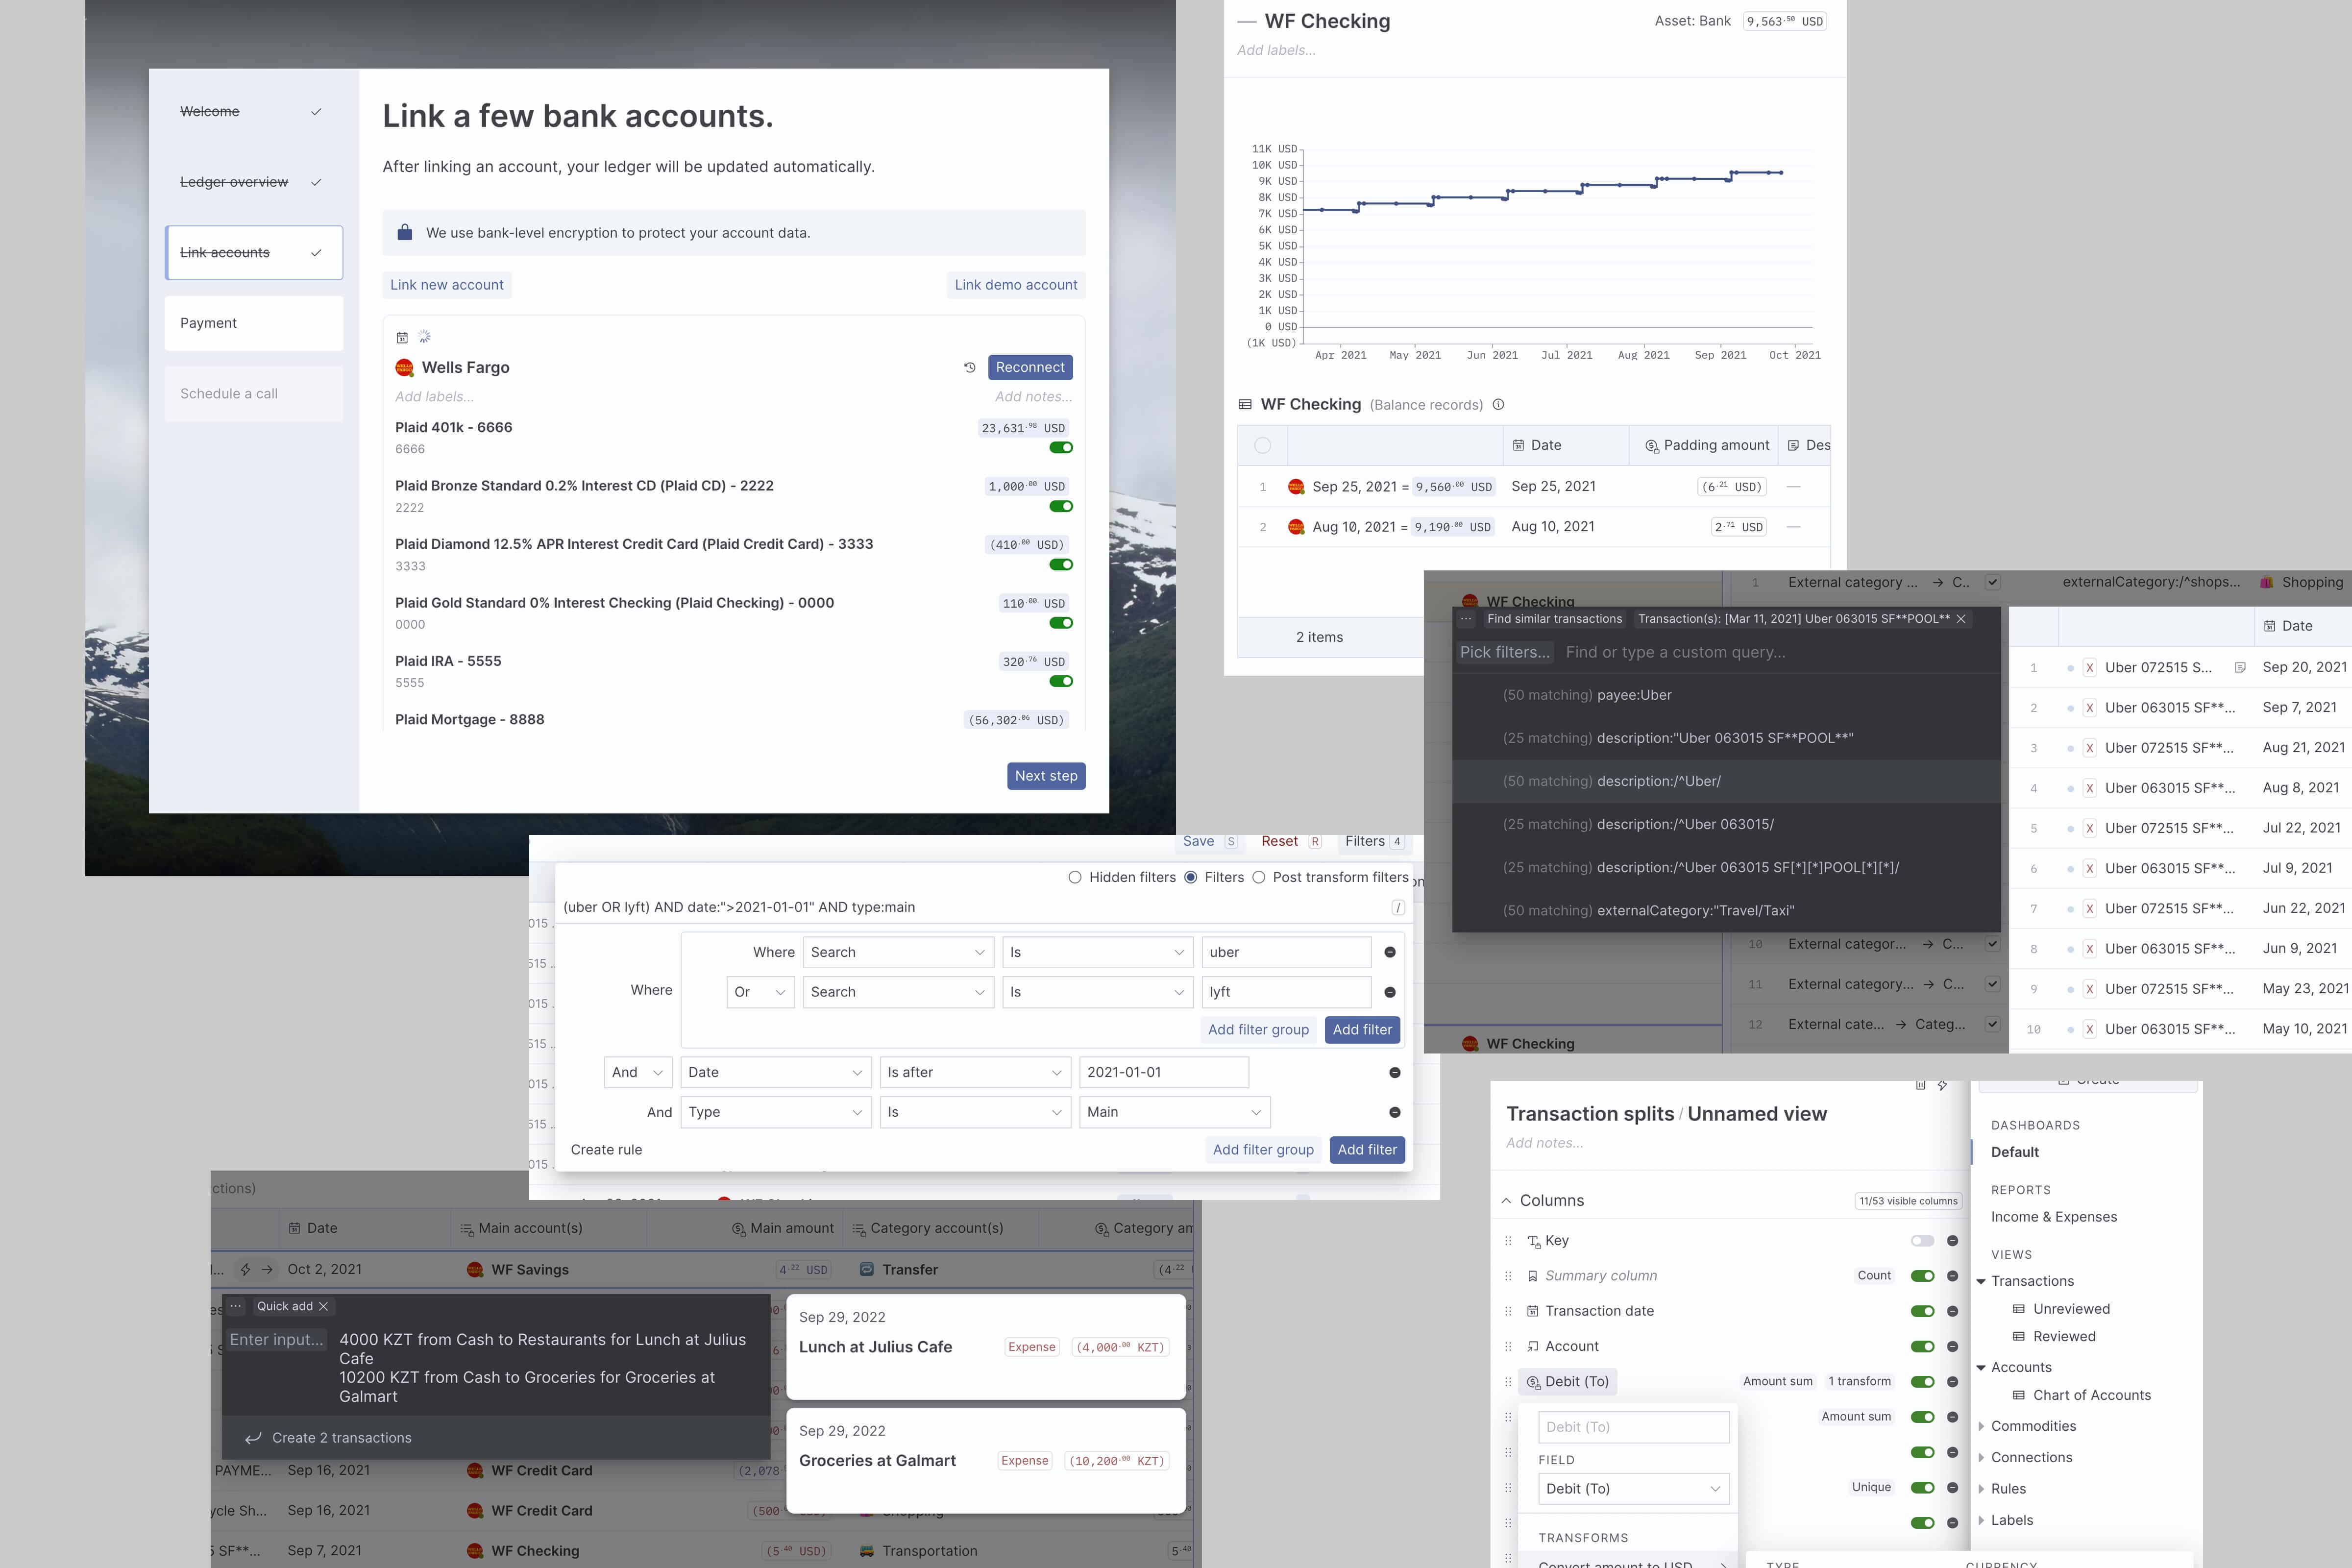 Welcome
Ledger overview
Link accounts
Payment
Schedule a call
Link a few bank accounts.
After linking an account, your ledger will be updated automatically.
We use bank-level encryption to protect your account data.
Link new account
Link demo account
Wells Fargo
Reconnect
Add labels...
Add notes...
Plaid 401k - 6666
23,631.98 USD
6666
Plaid Bronze Standard 0.2% Interest CD (Plaid CD) - 2222
1,000.00 USD
2222
Plaid Diamond 12.5% APR Interest Credit Card (Plaid Credit Card) - 3333
(410.00 USD)
3333
Plaid Gold Standard 0% Interest Checking (Plaid Checking) - 0000
110.00 USD
0000
Plaid IRA - 5555
320.76 USD
5555
Plaid Mortgage - 8888
(56,302.06 USD)
Next step
WF Checking
Asset: Bank 9,563.50 USD
Add labels...
11K USD
10K USD
9K USD
8K USD
7K USD
6K USD
5K USD
4K USD
3K USD
2K USD
1K USD
0 USD
(1K USD)
Apr 2021 May 2021 Jun 2021 Jul 2021 Aug 2021 Sep 2021 Oct 2021
WF Checking (Balance records)
Date Padding amount Des
1 Sep 25, 2021 = 9,560.00 USD Sep 25, 2021 (6.21 USD) —
2 Aug 10, 2021 = 9,190.00 USD Aug 10, 2021 2.71 USD —
2 items
WF Checking
1 External category ... → C..
externalCategory:/^shops... Shopping
... Find similar transactions Transaction(s): [Mar 11, 2021] Uber 063015 SF**POOL**
Pick filters... Find or type a custom query...
(50 matching) payee:Uber
(25 matching) description:"Uber 063015 SF**POOL**"
(50 matching) description:/^Uber/
(25 matching) description:/^Uber 063015/
(25 matching) description:/^Uber 063015 SF[*][*]POOL[*][*]/
(50 matching) externalCategory:"Travel/Taxi"
10 External categor... → C...
11 External category... → C...
12 External cate... → Categ...
WF Checking
Date
1 X Uber 072515 S... Sep 20, 2021
2 X Uber 063015 SF**... Sep 7, 2021
3 X Uber 072515 SF**... Aug 21, 2021
4 X Uber 063015 SF**... Aug 8, 2021
5 X Uber 072515 SF**... Jul 22, 2021
6 X Uber 063015 SF**... Jul 9, 2021
7 X Uber 072515 SF**... Jun 22, 2021
8 X Uber 063015 SF**... Jun 9, 2021
9 X Uber 072515 SF**... May 23, 2021
10 X Uber 063015 SF**... May 10, 2021
Save S Reset R Filters 4
Hidden filters Filters Post transform filters
(uber OR lyft) AND date:">2021-01-01" AND type:main /
Where
Where Search Is uber
Or Search Is lyft
Add filter group Add filter
And Date Is after 2021-01-01
And Type Is Main
Create rule
Add filter group Add filter
ctions)
Date Main account(s) Main amount Category account(s) Category am
Oct 2, 2021 WF Savings 4.22 USD Transfer (4.22
... Quick add
Enter input...
4000 KZT from Cash to Restaurants for Lunch at Julius
Cafe
10200 KZT from Cash to Groceries for Groceries at
Galmart
Create 2 transactions
PAYME... Sep 16, 2021 WF Credit Card (2,078
ycle Sh... Sep 16, 2021 WF Credit Card (500. Shopping
SF**... Sep 7, 2021 WF Checking (5.40 USD) Transportation 5.40
Sep 29, 2022
Lunch at Julius Cafe Expense (4,000.00 KZT)
Sep 29, 2022
Groceries at Galmart Expense (10,200.00 KZT)
Transaction splits / Unnamed view
Add notes...
Columns 11/53 visible columns
Key
Summary column Count
Transaction date
Account
Debit (To) Amount sum 1 transform
Amount sum
Unique
Debit (To)
FIELD
Debit (To)
TRANSFORMS
Convert amount to USD
TYPE CURRENCY
Create
DASHBOARDS
Default
REPORTS
Income & Expenses
VIEWS
Transactions
Unreviewed
Reviewed
Accounts
Chart of Accounts
Commodities
Connections
Rules
Labels